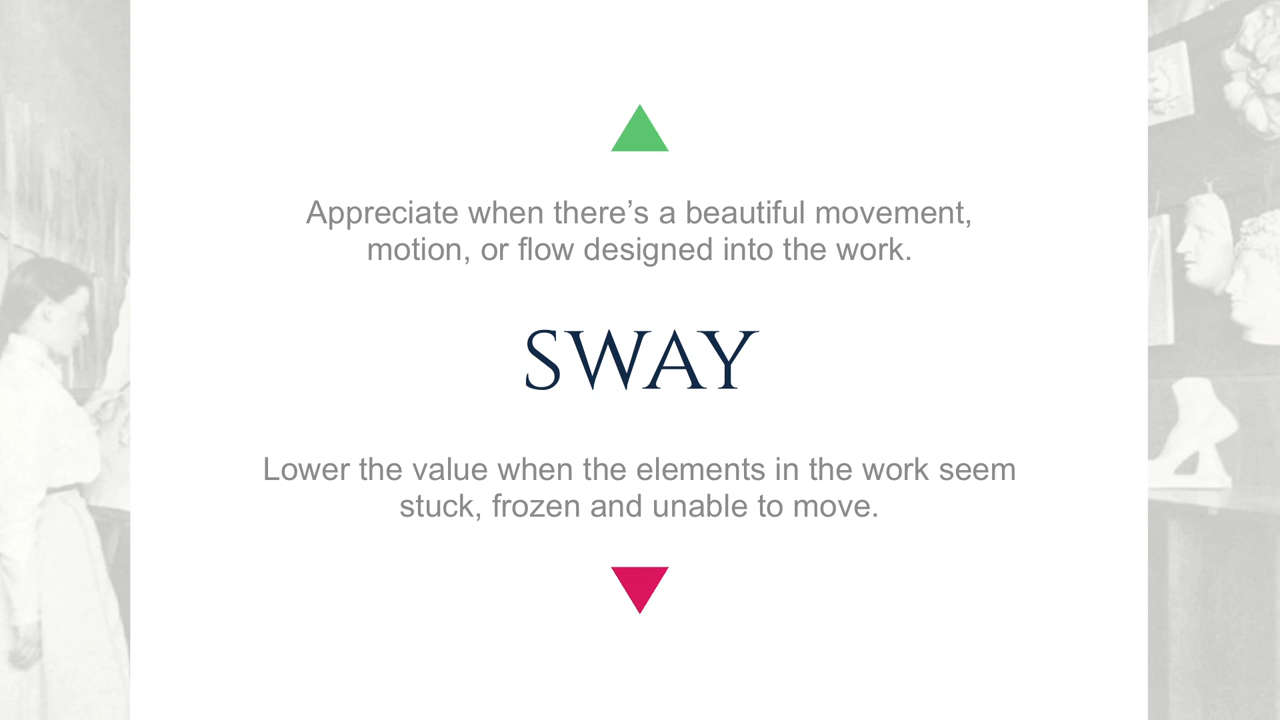 Appreciate when there’s a beautiful movement,
motion, or flow designed into the work.
SWAY
Lower the value when the elements in the work seem
stuck, frozen and unable to move.